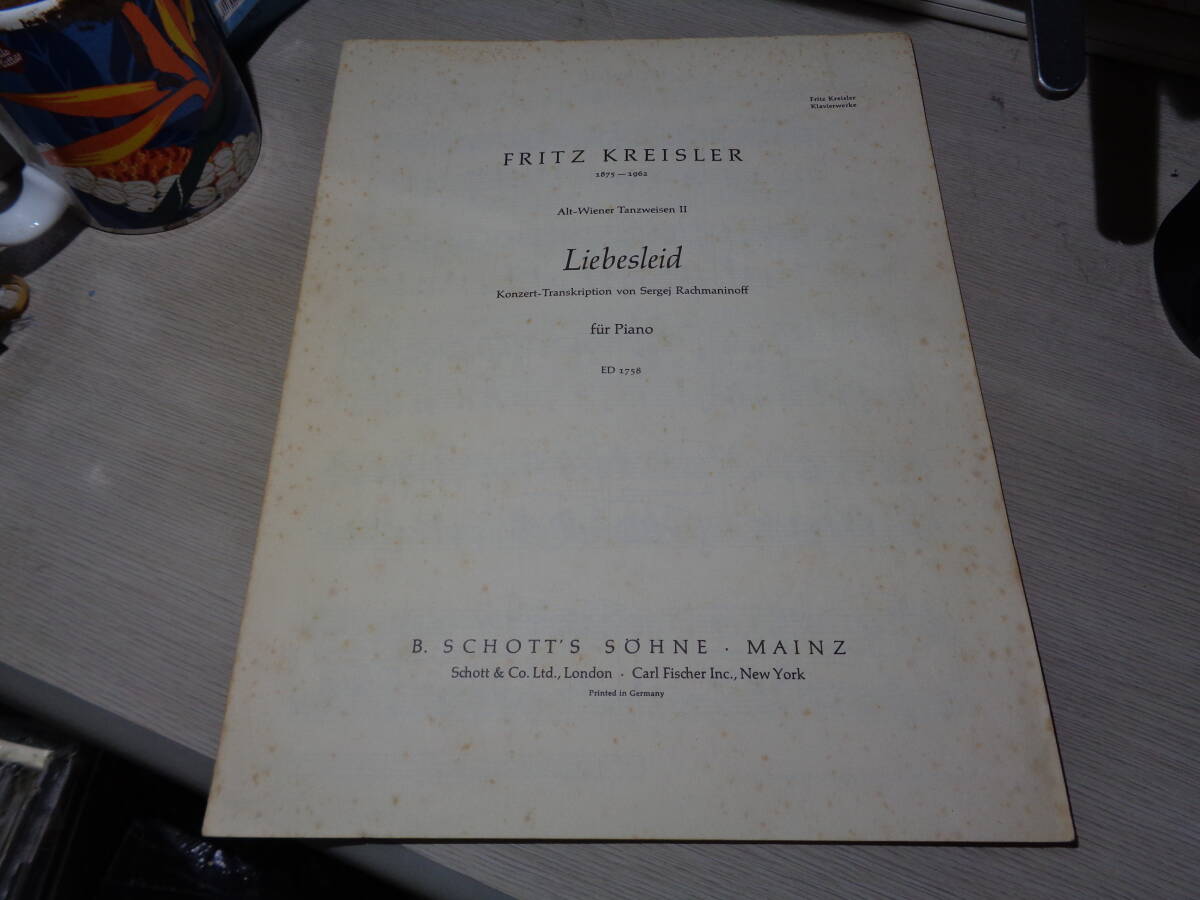 Fritz Kreisler
Klavierwerke
FRITZ KREISLER
1875 — 1962
Alt-Wiener Tanzweisen II
Liebesleid
Konzert-Transkription von Sergej Rachmaninoff
für Piano
ED 1758
B. SCHOTT'S SÖHNE · MAINZ
Schott & Co. Ltd., London · Carl Fischer Inc., New York
Printed in Germany